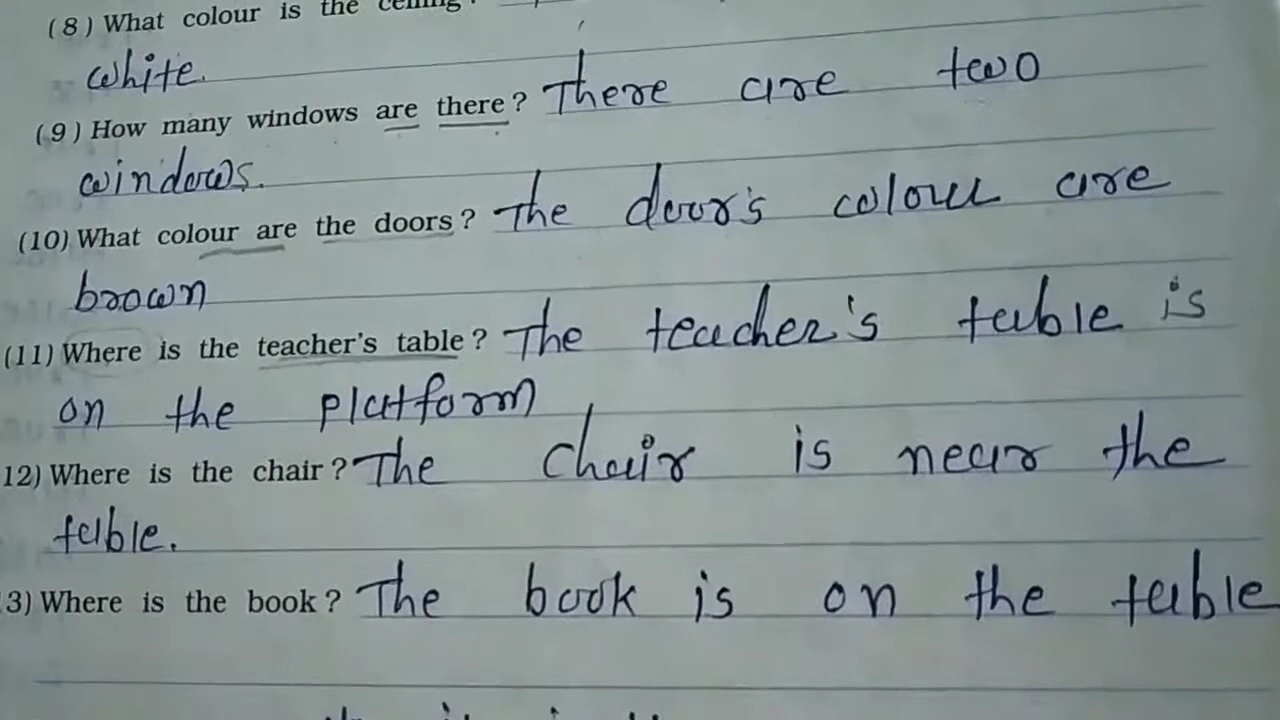 (8) What colour is the ceiling?
white.
(9) How many windows are there? There are two
windows.
(10) What colour are the doors? The door's colour are
brown
(11) Where is the teacher's table? The teacher's table is
on the platform
12) Where is the chair? The chair is near the
table.
3) Where is the book? The book is on the table